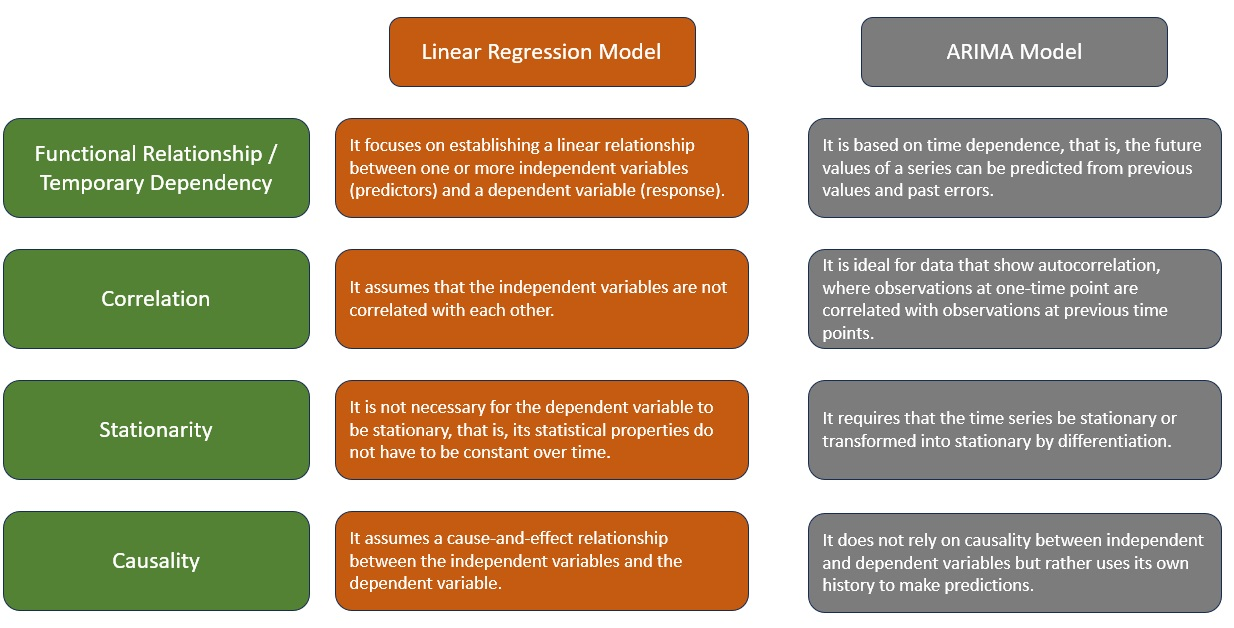 Linear Regression Model
ARIMA Model
Functional Relationship /
Temporary Dependency
It focuses on establishing a linear relationship
between one or more independent variables
(predictors) and a dependent variable (response).
It is based on time dependence, that is, the future
values of a series can be predicted from previous
values and past errors.
Correlation
It assumes that the independent variables are not
correlated with each other.
It is ideal for data that show autocorrelation,
where observations at one-time point are
correlated with observations at previous time
points.
Stationarity
It is not necessary for the dependent variable to
be stationary, that is, its statistical properties do
not have to be constant over time.
It requires that the time series be stationary or
transformed into stationary by differentiation.
Causality
It assumes a cause-and-effect relationship
between the independent variables and the
dependent variable.
It does not rely on causality between independent
and dependent variables but rather uses its own
history to make predictions.